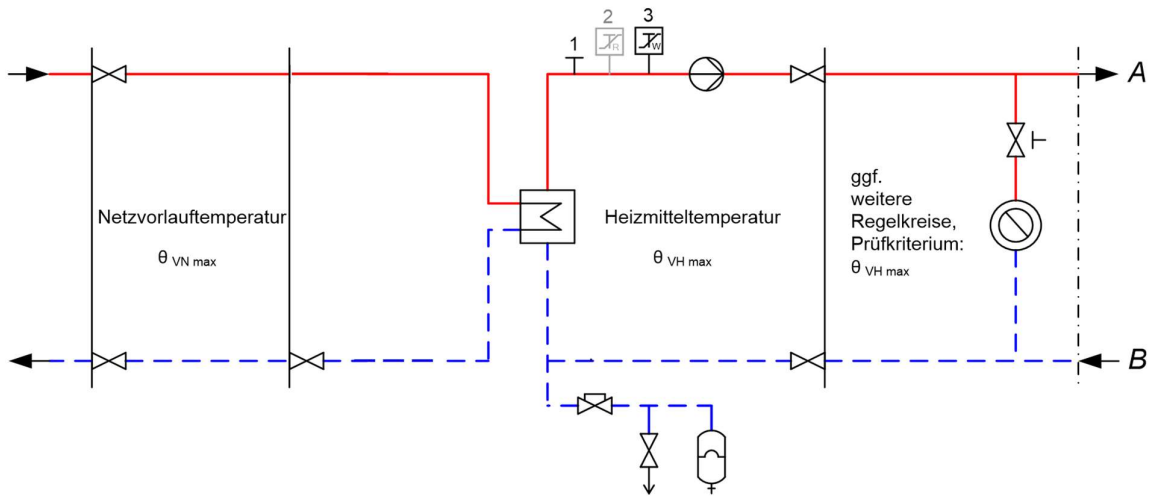 1
2
3
R
W
A
Netzvorlauftemperatur
θ VN max
Heizmitteltemperatur
θ VH max
ggf.
weitere
Regelkreise,
Prüfkriterium:
θ VH max
B